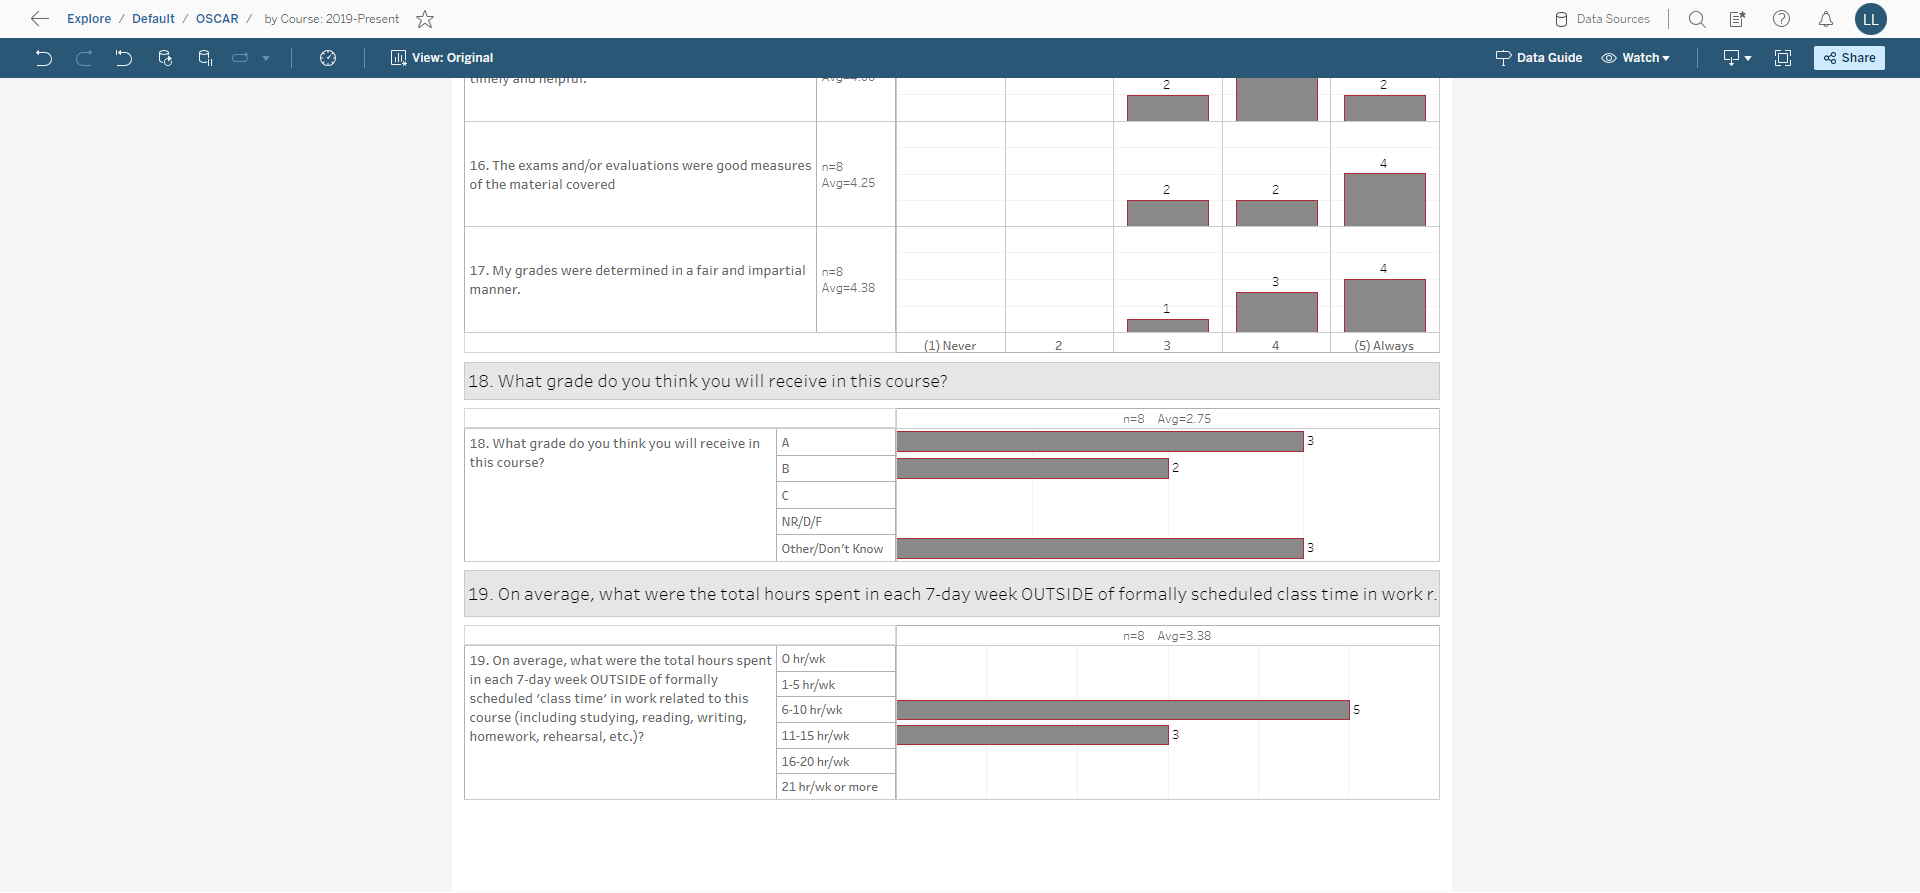 Explore / Default / OSCAR / by Course: 2019-Present
Data Sources
LL
View: Original
Data Guide
Watch
Share
timely and helpful.
Avg=4.00
2
2
16. The exams and/or evaluations were good measures
of the material covered
n=8
Avg=4.25
2
2
4
17. My grades were determined in a fair and impartial
manner.
n=8
Avg=4.38
1
3
4
(1) Never
2
3
4
(5) Always
18. What grade do you think you will receive in this course?
n=8 Avg=2.75
18. What grade do you think you will receive in
this course?
A
3
B
2
C
NR/D/F
Other/Don't Know
3
19. On average, what were the total hours spent in each 7-day week OUTSIDE of formally scheduled class time in work r.
n=8 Avg=3.38
19. On average, what were the total hours spent
in each 7-day week OUTSIDE of formally
scheduled ‘class time’ in work related to this
course (including studying, reading, writing,
homework, rehearsal, etc.)?
0 hr/wk
1-5 hr/wk
6-10 hr/wk
5
11-15 hr/wk
3
16-20 hr/wk
21 hr/wk or more